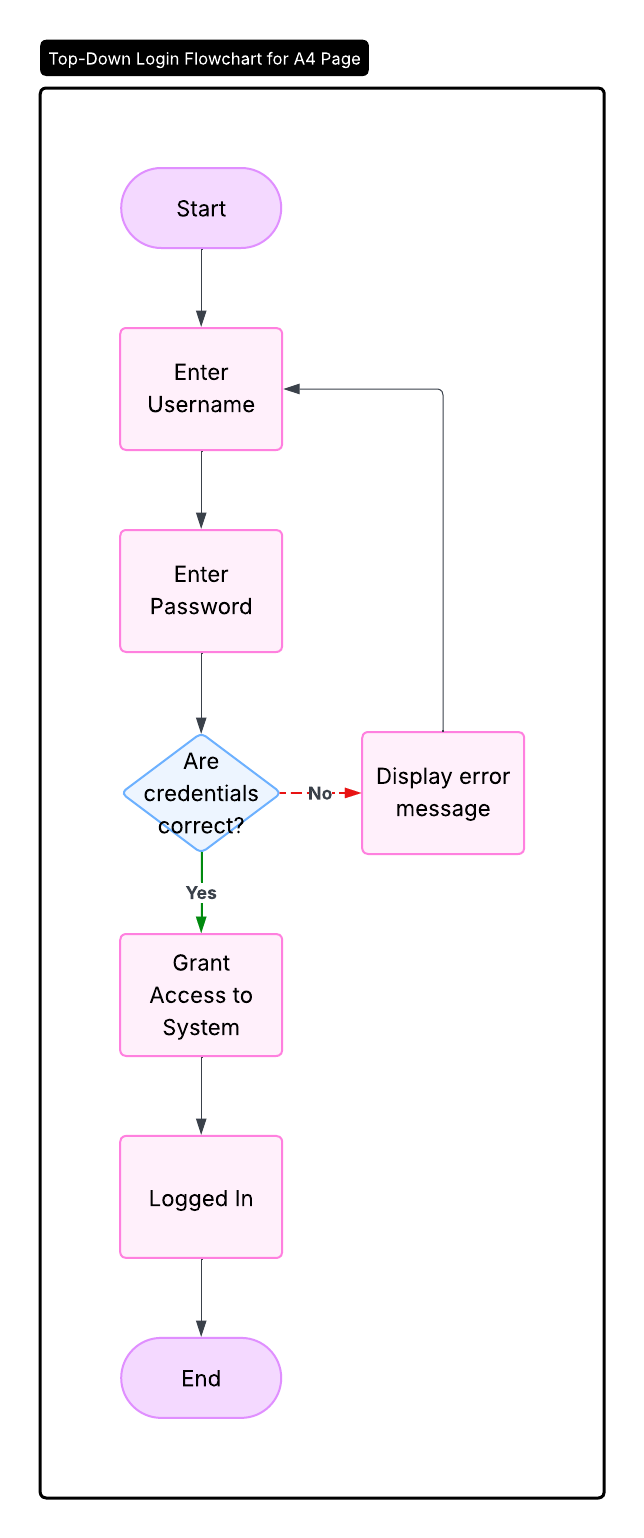 Top-Down Login Flowchart for A4 Page
Start
Enter
Username
Enter
Password
Are
credentials
correct?
No
Display error
message
Yes
Grant
Access to
System
Logged In
End